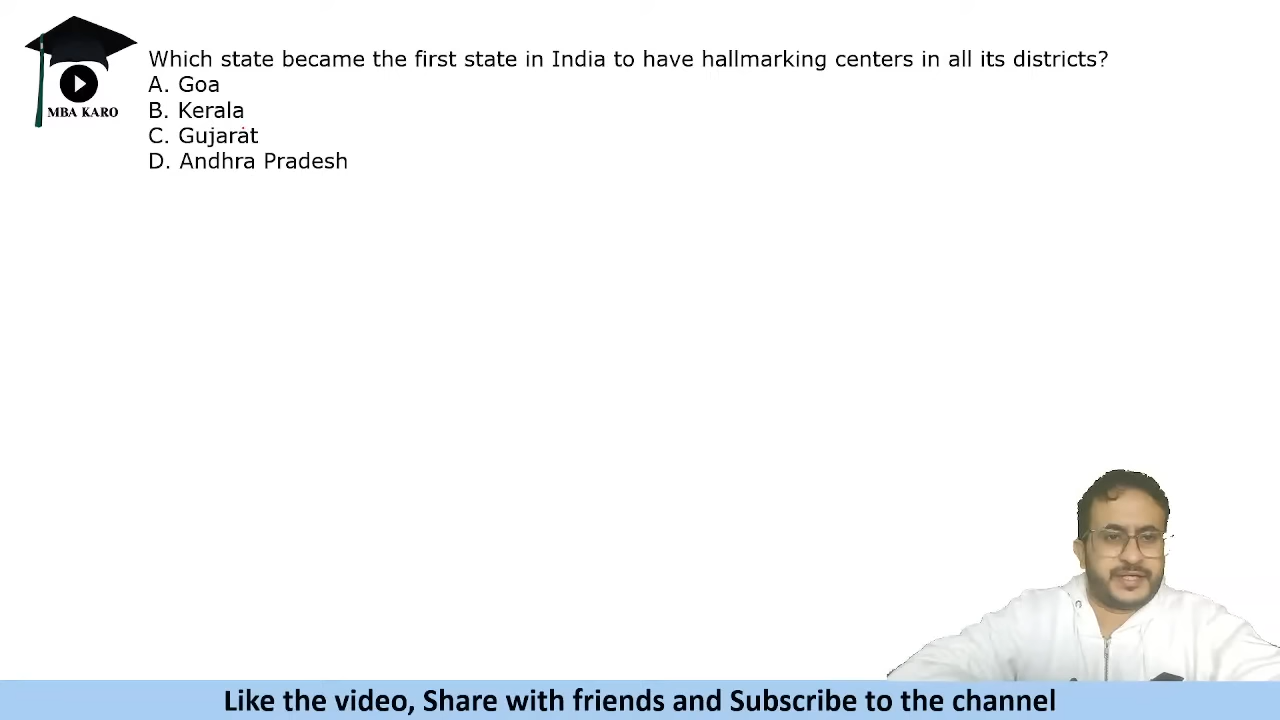 MBA KARO
Which state became the first state in India to have hallmarking centers in all its districts?
A. Goa
B. Kerala
C. Gujarat
D. Andhra Pradesh
Like the video, Share with friends and Subscribe to the channel